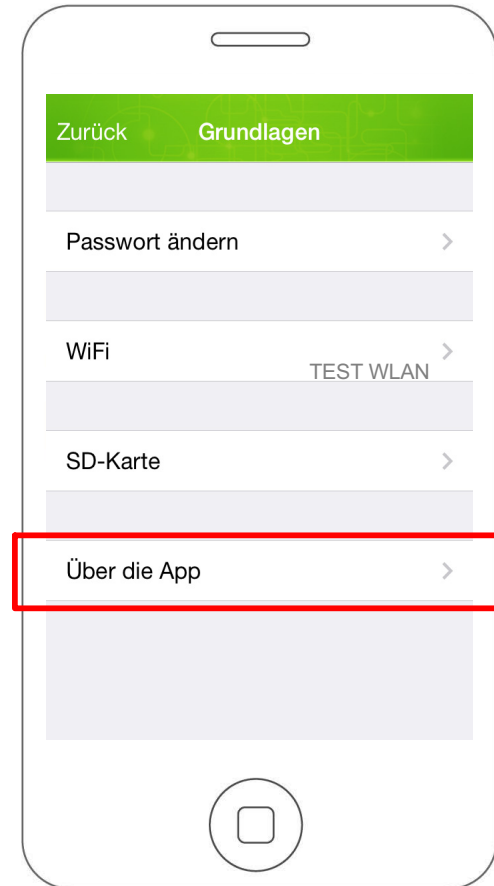 Zurück Grundlagen
Passwort ändern
WiFi
TEST WLAN
SD-Karte
Über die App